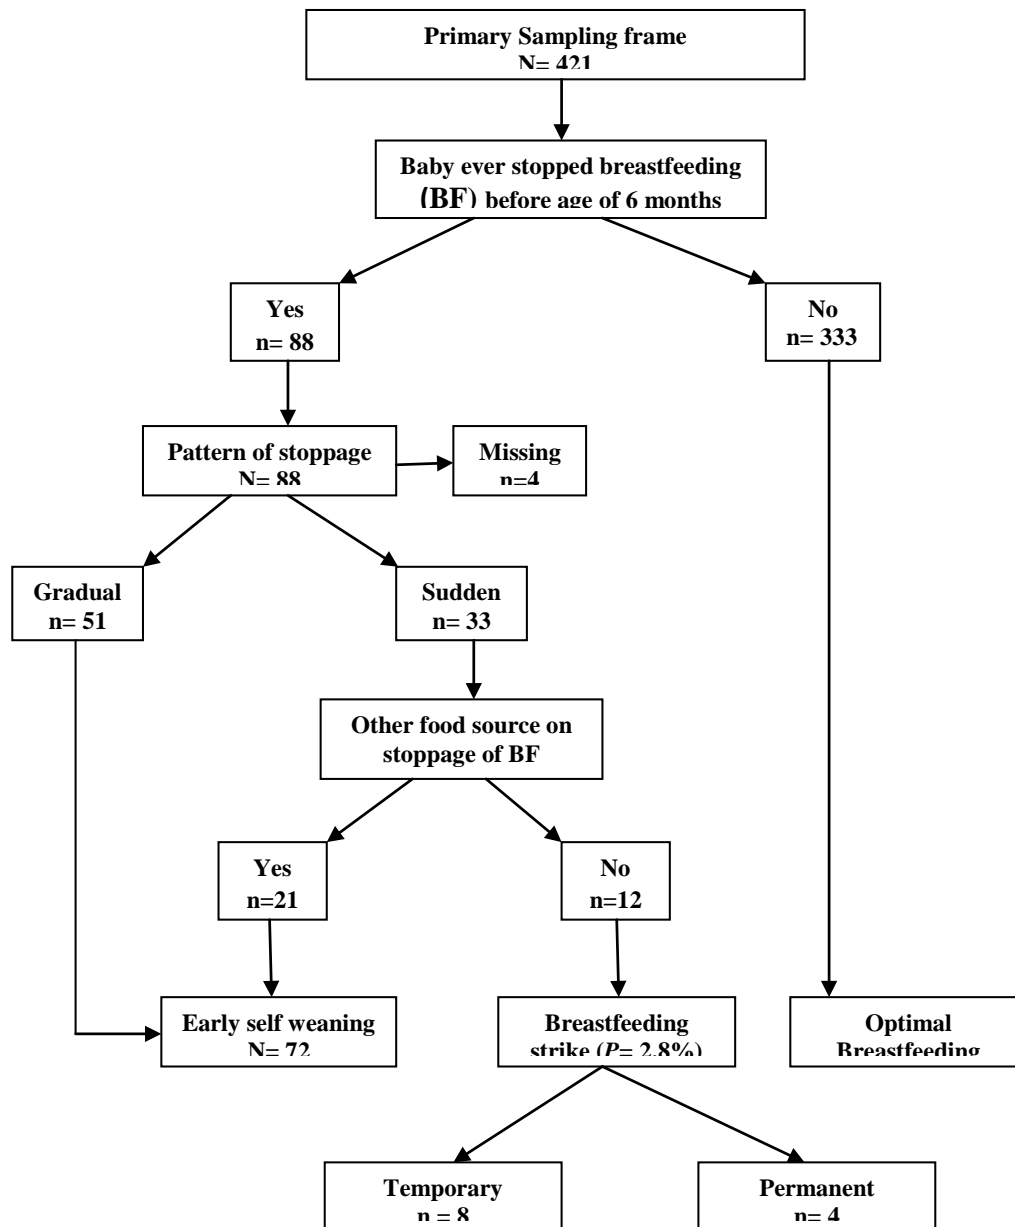 Primary Sampling frame
N= 421
Baby ever stopped breastfeeding
(BF) before age of 6 months
Yes
n= 88
No
n= 333
Pattern of stoppage
N= 88
Missing
n=4
Gradual
n= 51
Sudden
n= 33
Other food source on
stoppage of BF
Yes
n=21
No
n=12
Early self weaning
N= 72
Breastfeeding
strike (P= 2.8%)
Optimal
Breastfeeding
Temporary
n = 8
Permanent
n= 4